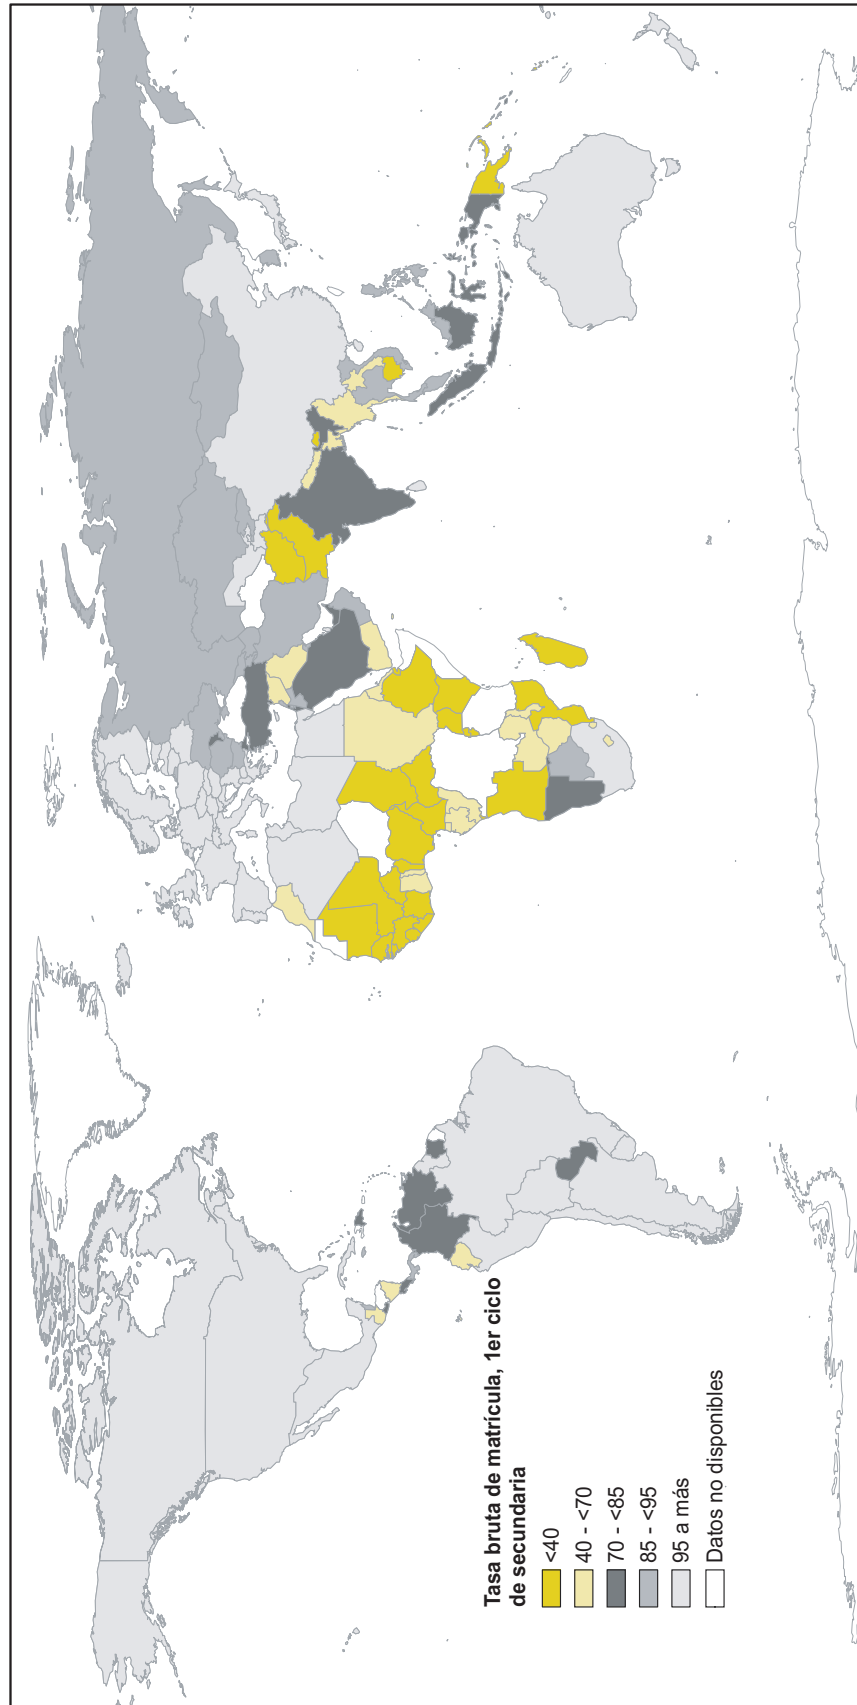 Tasa bruta de matrícula, 1er ciclo
de secundaria
<40
40 - <70
70 - <85
85 - <95
95 a más
Datos no disponibles